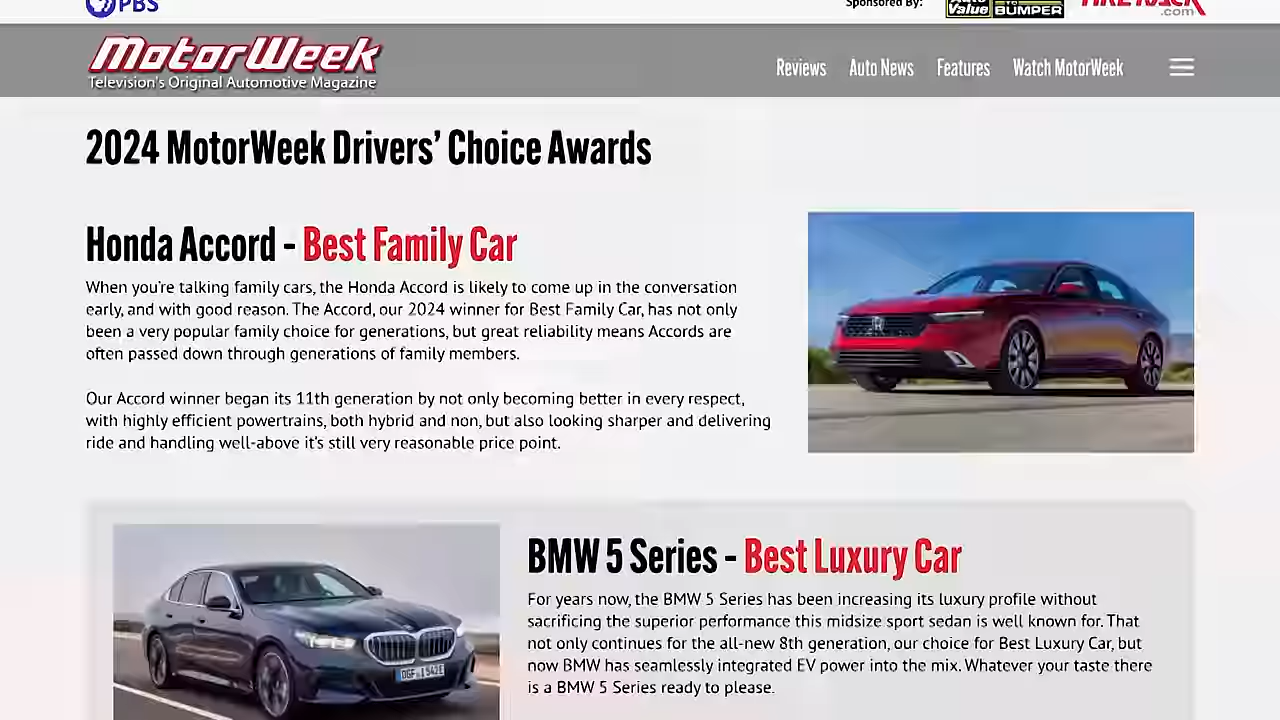 PBS
Sponsored By:
Auto Value
BUMPER
.com
MotorWeek
Television's Original Automotive Magazine
Reviews Auto News Features Watch MotorWeek
2024 MotorWeek Drivers’ Choice Awards
Honda Accord - Best Family Car
When you're talking family cars, the Honda Accord is likely to come up in the conversation
early, and with good reason. The Accord, our 2024 winner for Best Family Car, has not only
been a very popular family choice for generations, but great reliability means Accords are
often passed down through generations of family members.
Our Accord winner began its 11th generation by not only becoming better in every respect,
with highly efficient powertrains, both hybrid and non, but also looking sharper and delivering
ride and handling well-above it's still very reasonable price point.
BMW 5 Series - Best Luxury Car
For years now, the BMW 5 Series has been increasing its luxury profile without
sacrificing the superior performance this midsize sport sedan is well known for. That
not only continues for the all-new 8th generation, our choice for Best Luxury Car, but
now BMW has seamlessly integrated EV power into the mix. Whatever your taste there
is a BMW 5 Series ready to please.